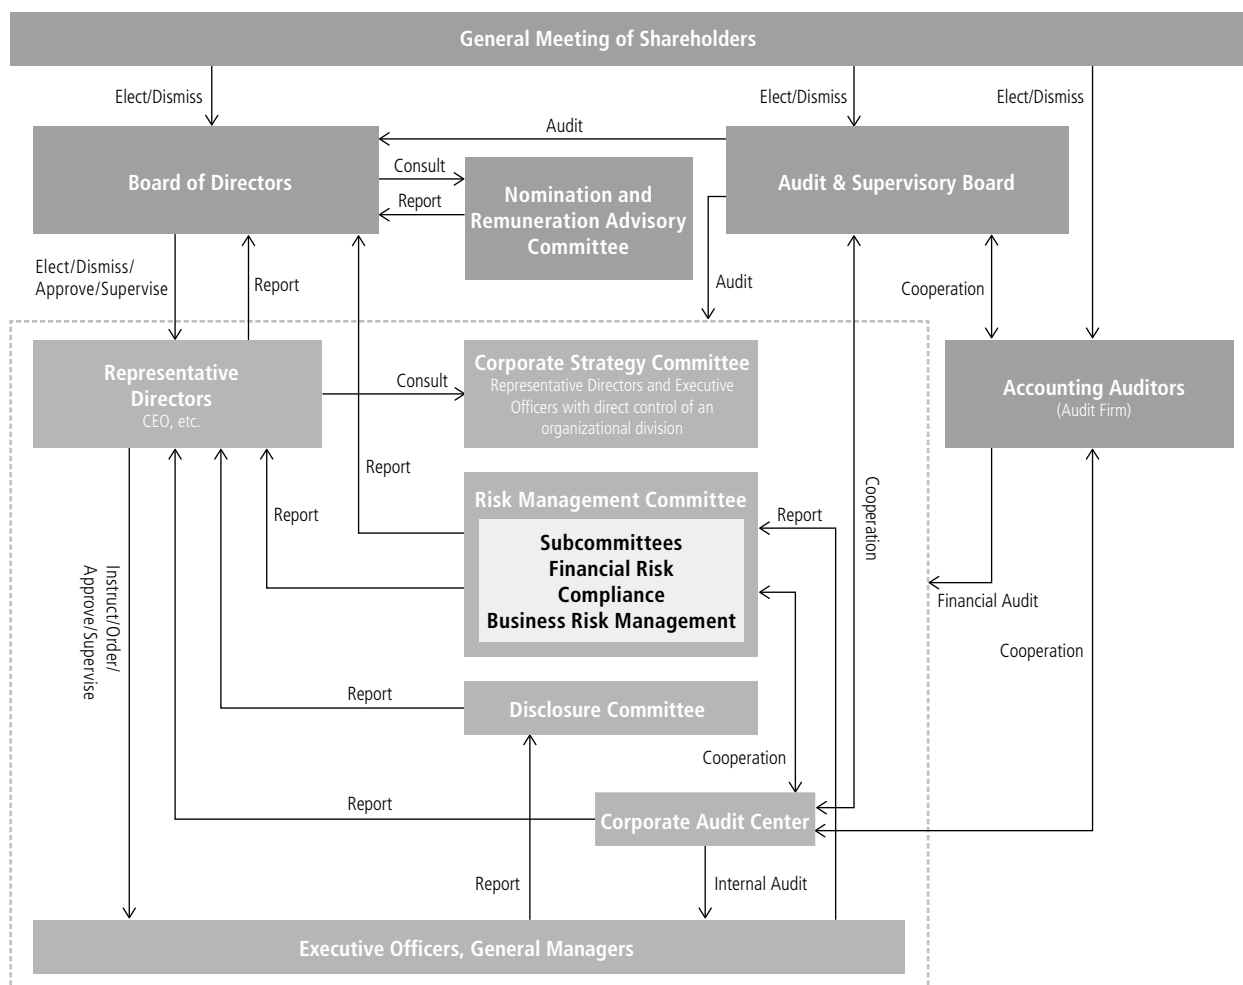 General Meeting of Shareholders
Elect/Dismiss
Elect/Dismiss
Elect/Dismiss
Audit
Board of Directors
Consult
Report
Nomination and
Remuneration Advisory
Committee
Audit & Supervisory Board
Elect/Dismiss/
Approve/Supervise
Report
Audit
Cooperation
Representative
Directors
CEO, etc.
Consult
Corporate Strategy Committee
Representative Directors and Executive
Officers with direct control of an
organizational division
Accounting Auditors
(Audit Firm)
Report
Report
Risk Management Committee
Subcommittees
Financial Risk
Compliance
Business Risk Management
Report
Cooperation
Instruct/Order/
Approve/Supervise
Financial Audit
Cooperation
Report
Disclosure Committee
Cooperation
Report
Corporate Audit Center
Report
Internal Audit
Executive Officers, General Managers